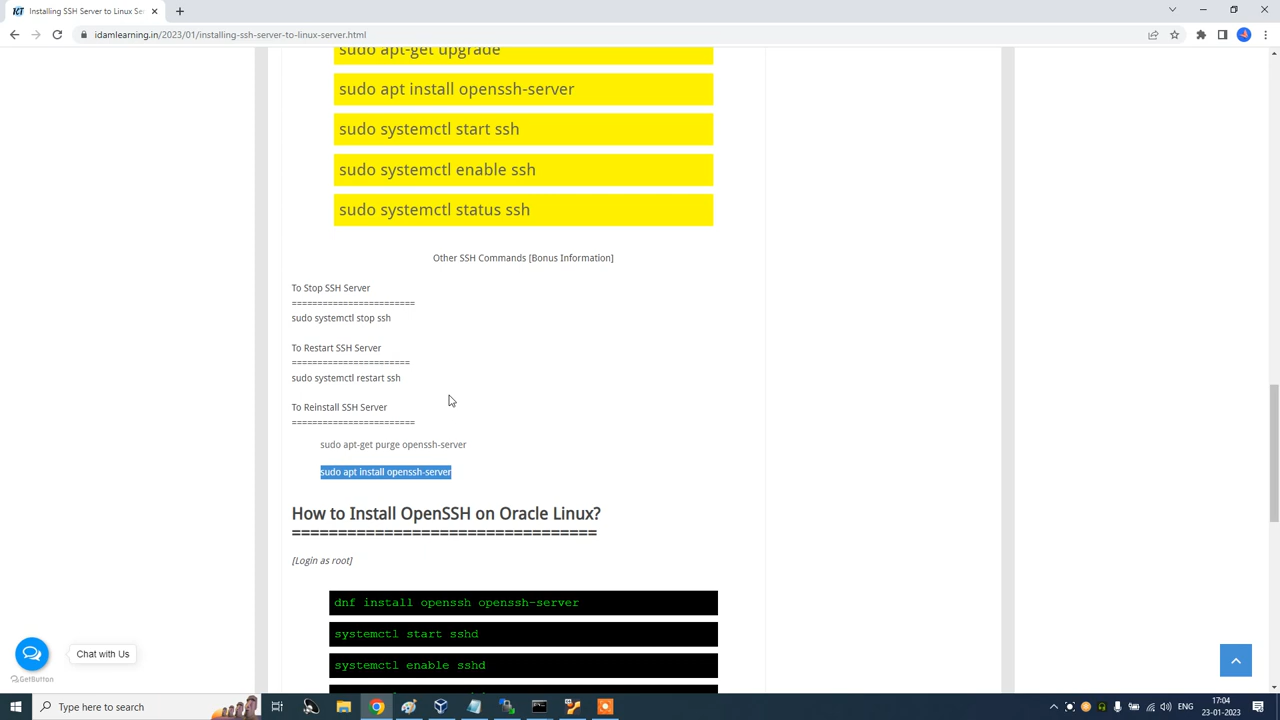 Installing SSH Server to Linux Se
idamlearning.in/2023/01/installing-ssh-server-to-linux-server.html
sudo apt-get upgrade
sudo apt install openssh-server
sudo systemctl start ssh
sudo systemctl enable ssh
sudo systemctl status ssh
Other SSH Commands [Bonus Information]
To Stop SSH Server
========================
sudo systemctl stop ssh
To Restart SSH Server
=======================
sudo systemctl restart ssh
To Reinstall SSH Server
========================
sudo apt-get purge openssh-server
sudo apt install openssh-server
How to Install OpenSSH on Oracle Linux?
=================================
[Login as root]
dnf install openssh openssh-server
systemctl start sshd
systemctl enable sshd
Chat with Us
GetButton
Type here to search
ENG
17:04
23-01-2023